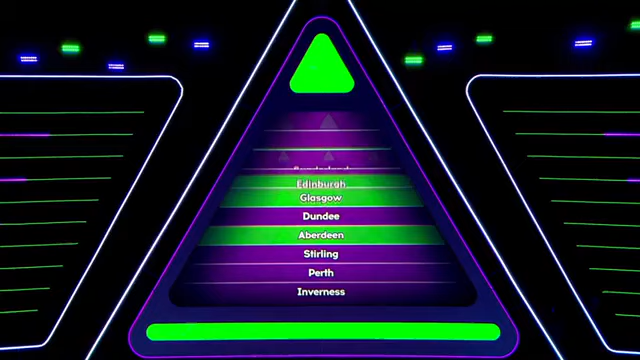 Edinburgh
Glasgow
Dundee
Aberdeen
Stirling
Perth
Inverness